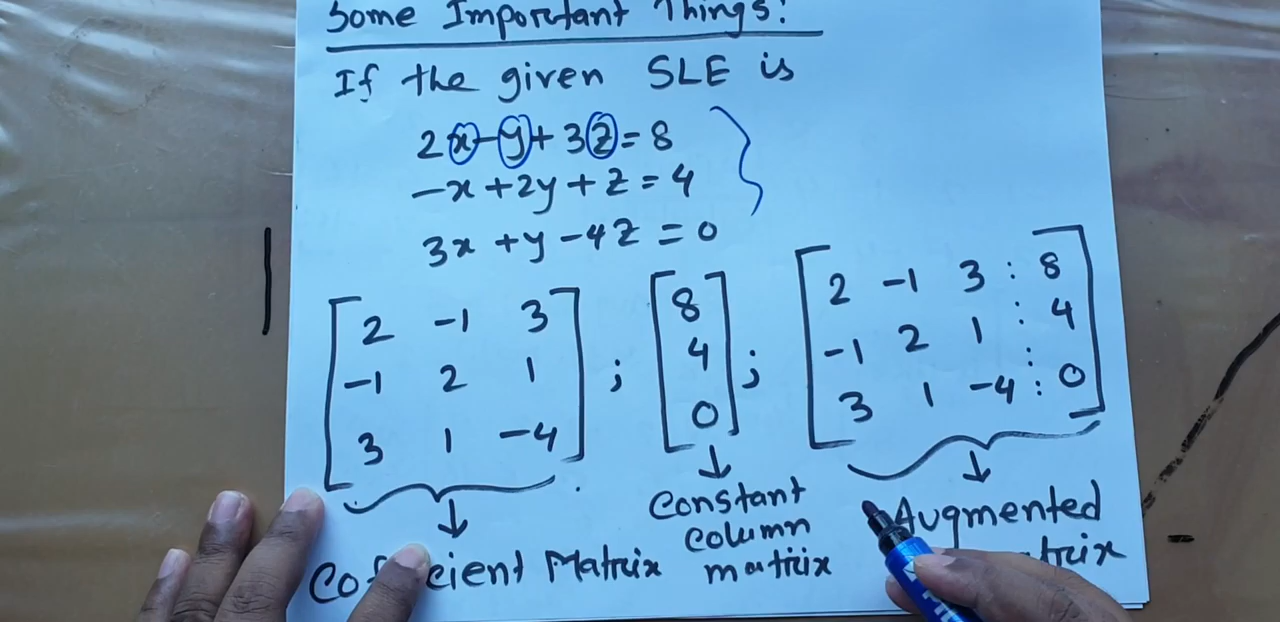 Some Important Things:
If the given SLE is
2x-y+3z=8
-x+2y+z=4
3x+y-4z=0
2 -1 3
-1 2 1
3 1 -4
;
8
4
0
;
2 -1 3 : 8
-1 2 1 : 4
3 1 -4 : 0
Matrix
Constant
column
matrix
Augmented